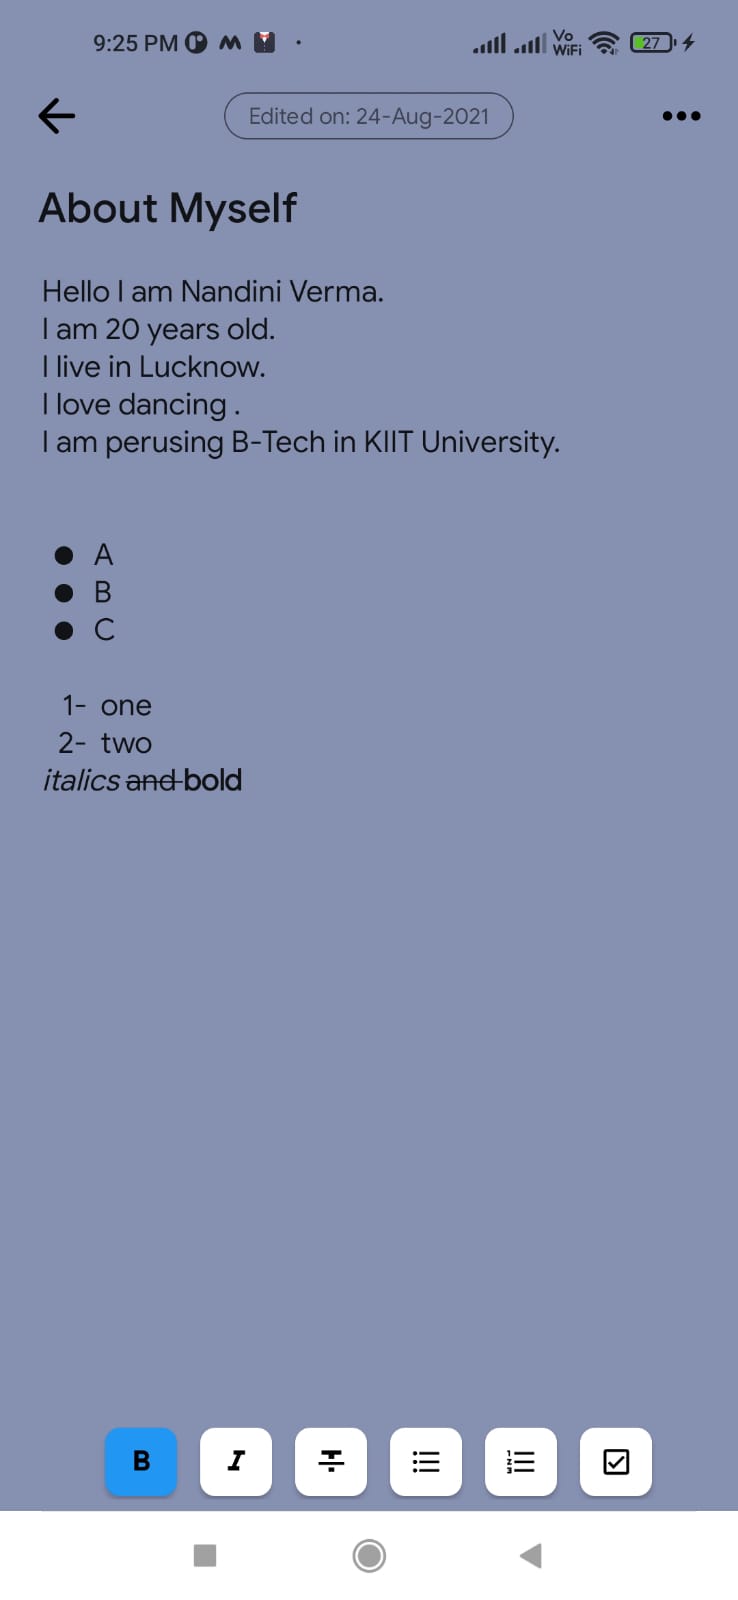 9:25 PM
Vo
WiFi
27
Edited on: 24-Aug-2021
About Myself
Hello I am Nandini Verma.
I am 20 years old.
I live in Lucknow.
I love dancing .
I am perusing B-Tech in KIIT University.
● A
● B
● C
1- one
2- two
italics and bold
B I T